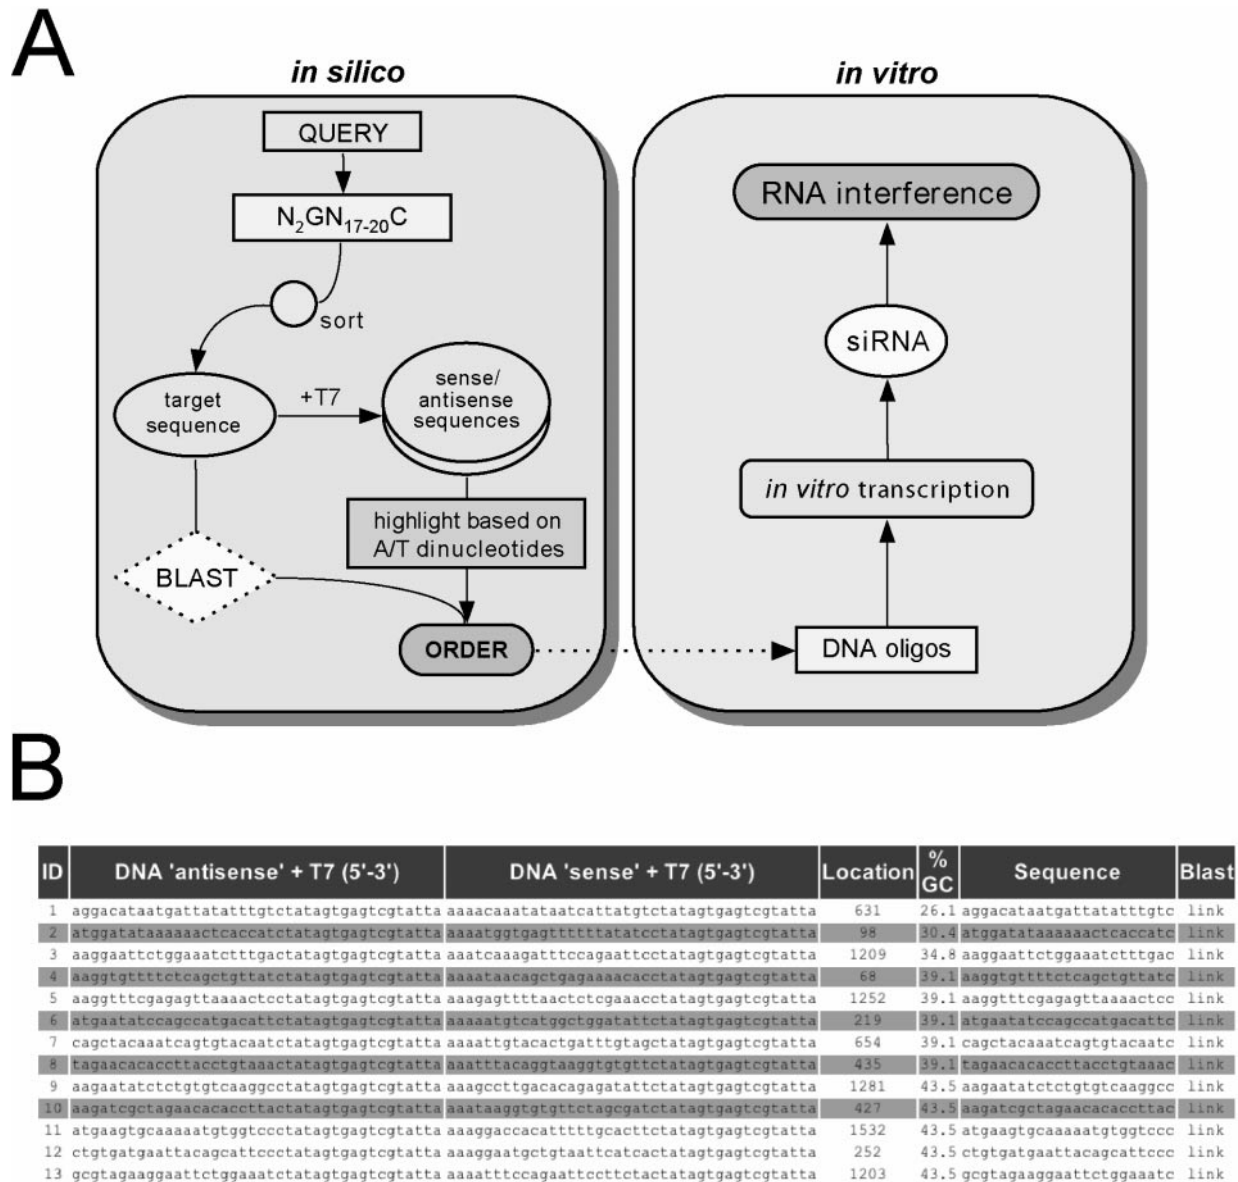 A
in silico
in vitro
QUERY
N2GN17-20C
sort
target
sequence
+T7
sense/
antisense
sequences
highlight based on
A/T dinucleotides
BLAST
ORDER
RNA interference
siRNA
in vitro transcription
DNA oligos
B
ID DNA 'antisense' + T7 (5'-3') DNA 'sense' + T7 (5'-3') Location % GC Sequence Blast
1 aggacataatgattatatttgtctatagtgagtcgtatta aaaacaaatataatcattatgtctatagtgagtcgtatta 631 26.1 aggacataatgattatatttgtc link
2 atggatataaaaaactcaccatctatagtgagtcgtatta aaaatggtgagttttttatatcctatagtgagtcgtatta 98 30.4 atggatataaaaaactcaccatc link
3 aaggaattctggaaatctttgactatagtgagtcgtatta aaatcaaagatttccagaattcctatagtgagtcgtatta 1209 34.8 aaggaattctggaaatctttgac link
4 aaggtgttttctcagctgttatctatagtgagtcgtatta aaaataacagctgagaaaacacctatagtgagtcgtatta 68 39.1 aaggtgttttctcagctgttatc link
5 aaggtttcgagagttaaaactcctatagtgagtcgtatta aaagagttttaactctcgaaacctatagtgagtcgtatta 1252 39.1 aaggtttcgagagttaaaactcc link
6 atgaatatccagccatgacattctatagtgagtcgtatta aaaaatgtcatggctggatattctatagtgagtcgtatta 219 39.1 atgaatatccagccatgacattc link
7 cagctacaaatcagtgtacaatctatagtgagtcgtatta aaaattgtacactgatttgtagctatagtgagtcgtatta 654 39.1 cagctacaaatcagtgtacaatc link
8 tagaacacaccttacctgtaaactatagtgagtcgtatta aaatttacaggtaaggtgtgttctatagtgagtcgtatta 435 39.1 tagaacacaccttacctgtaaac link
9 aagaatatctctgtgtcaaggcctatagtgagtcgtatta aaagccttgacacagagatattctatagtgagtcgtatta 1281 43.5 aagaatatctctgtgtcaaggcc link
10 aagatcgctagaacacaccttactatagtgagtcgtatta aaataaggtgtgttctagcgatctatagtgagtcgtatta 427 43.5 aagatcgctagaacacaccttac link
11 atgaagtgcaaaaatgtggtccctatagtgagtcgtatta aaaggaccacatttttgcacttctatagtgagtcgtatta 1532 43.5 atgaagtgcaaaaatgtggtccc link
12 ctgtgatgaattacagcattccctatagtgagtcgtatta aaaggaatgctgtaattcatcactatagtgagtcgtatta 252 43.5 ctgtgatgaattacagcattccc link
13 gcgtagaaggaattctggaaatctatagtgagtcgtatta aaaatttccagaattccttctactatagtgagtcgtatta 1203 43.5 gcgtagaaggaattctggaaatc link